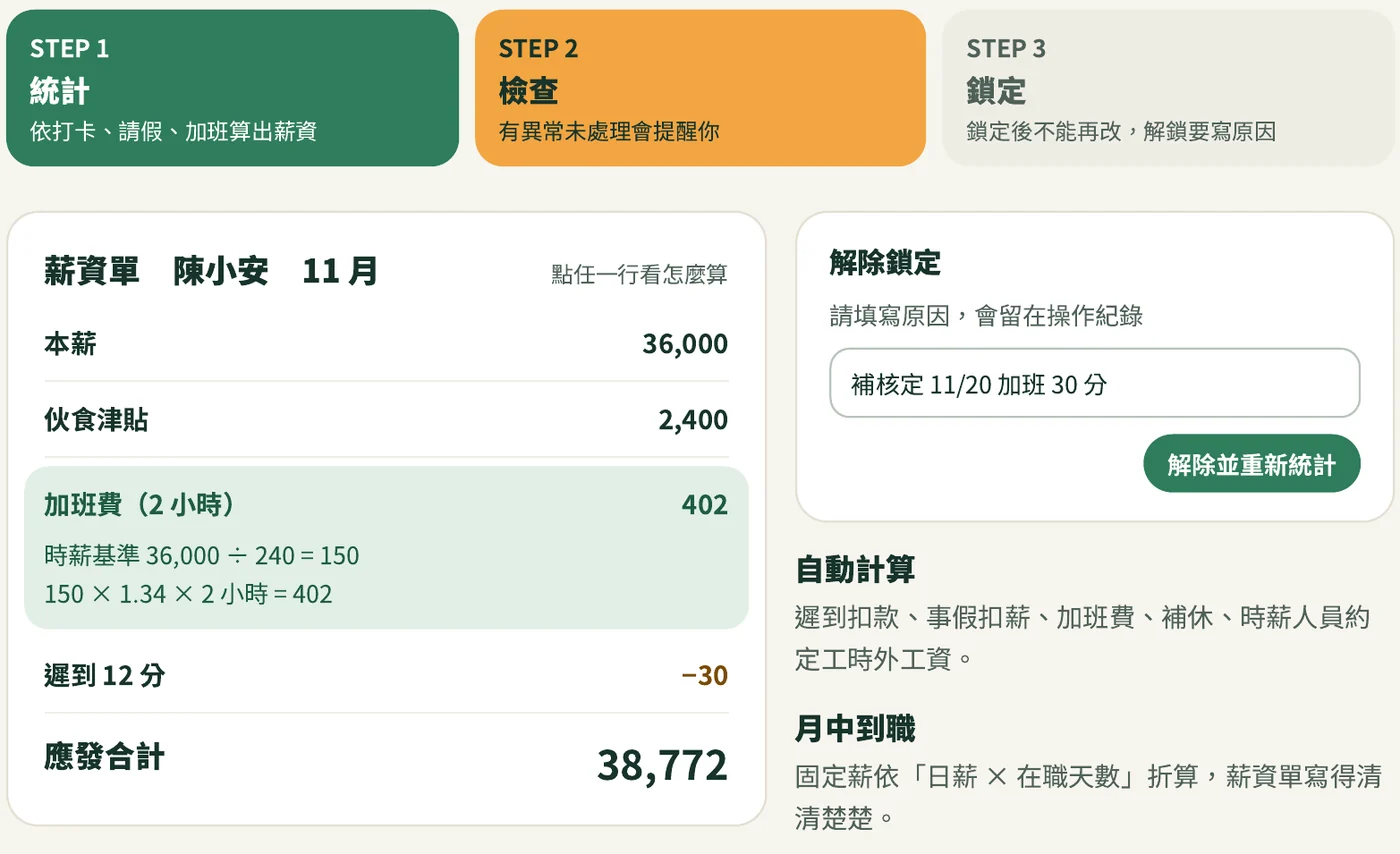 STEP 1
統計
依打卡、請假、加班算出薪資
STEP 2
檢查
有異常未處理會提醒你
STEP 3
鎖定
鎖定後不能再改，解鎖要寫原因
薪資單 陳小安 11 月
點任一行看怎麼算
本薪 36,000
伙食津貼 2,400
加班費（2 小時） 402
時薪基準 36,000 ÷ 240 = 150
150 × 1.34 × 2 小時 = 402
遲到 12 分 −30
應發合計 38,772
解除鎖定
請填寫原因，會留在操作紀錄
補核定 11/20 加班 30 分
解除並重新統計
自動計算
遲到扣款、事假扣薪、加班費、補休、時薪人員約
定工時外工資。
月中到職
固定薪依「日薪 × 在職天數」折算，薪資單寫得清
清楚楚。